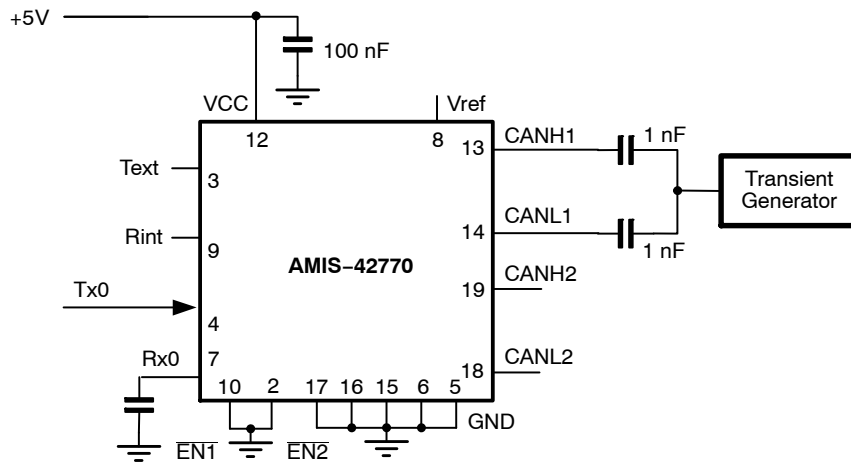 +5V
100 nF
VCC
Vref
12
8
13
CANH1
1 nF
Text
3
Transient
Generator
Rint
9
14
CANL1
1 nF
AMIS–42770
19
CANH2
Tx0
4
Rx0
7
18
CANL2
10
2
17
16
15
6
5
GND
EN1
EN2